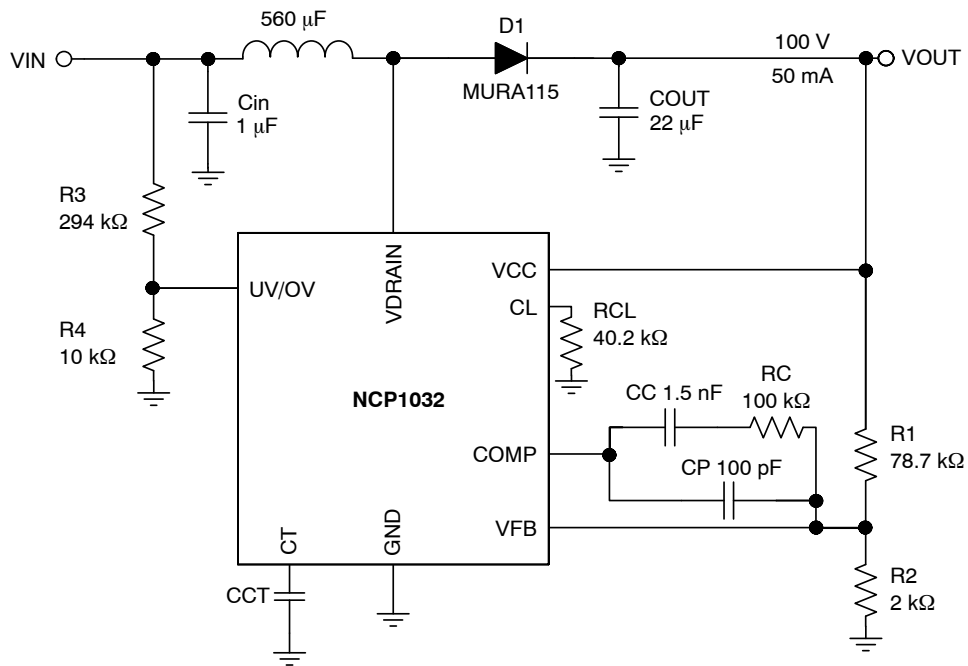 560 μF
D1
VIN
100 V
VOUT
50 mA
MURA115
Cin
1 μF
COUT
22 μF
R3
294 kΩ
UV/OV
VDRAIN
VCC
CL
RCL
40.2 kΩ
R4
10 kΩ
NCP1032
CC 1.5 nF
RC
100 kΩ
COMP
CP 100 pF
R1
78.7 kΩ
VFB
CT
GND
CCT
R2
2 kΩ